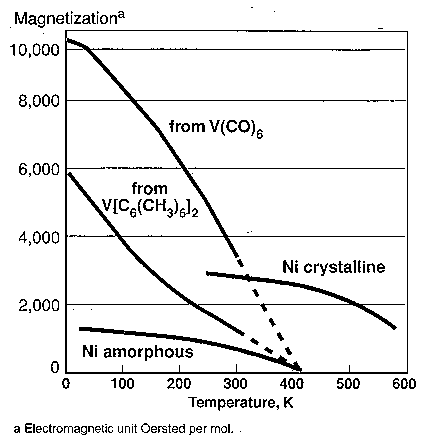 Magnetizationᵃ
10,000
8,000
6,000
4,000
2,000
0
from V(CO)₆
from
V[C₆(CH₃)₆]₂
Ni crystalline
Ni amorphous
0 100 200 300 400 500 600
Temperature, K
a Electromagnetic unit Oersted per mol.